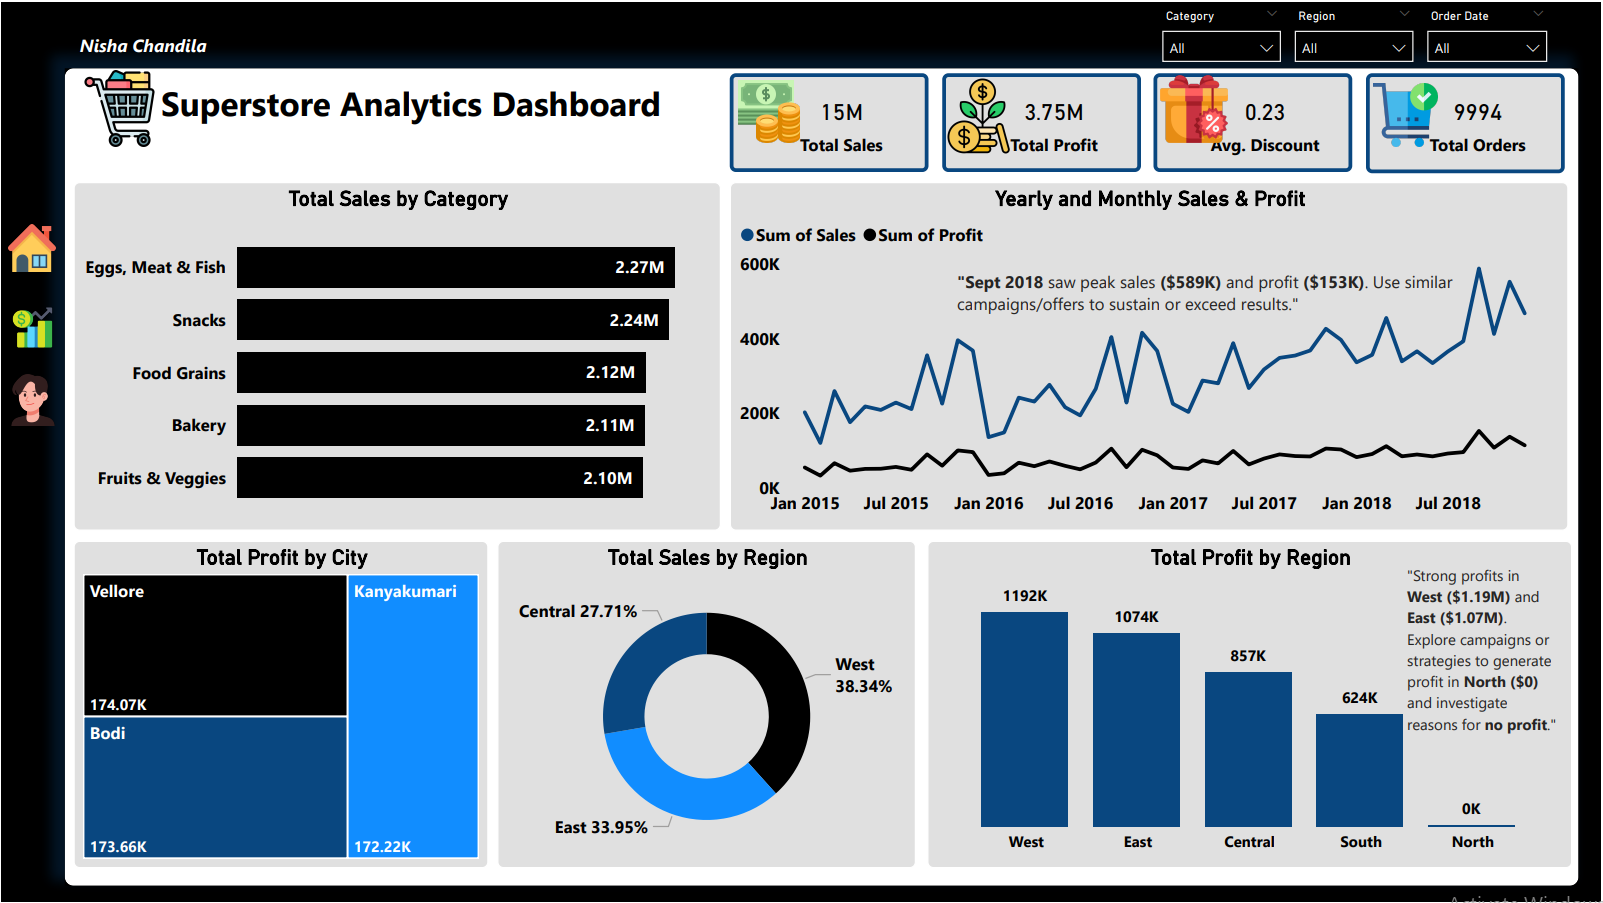 Category
Region
Order Date
All
All
All
Nisha Chandila
Superstore Analytics Dashboard
15M
Total Sales
3.75M
Total Profit
0.23
Avg. Discount
9994
Total Orders
Total Sales by Category
Eggs, Meat & Fish 2.27M
Snacks 2.24M
Food Grains 2.12M
Bakery 2.11M
Fruits & Veggies 2.10M
Yearly and Monthly Sales & Profit
Sum of Sales Sum of Profit
"Sept 2018 saw peak sales ($589K) and profit ($153K). Use similar
campaigns/offers to sustain or exceed results."
600K
400K
200K
0K
Jan 2015 Jul 2015 Jan 2016 Jul 2016 Jan 2017 Jul 2017 Jan 2018 Jul 2018
Total Profit by City
Vellore
174.07K
Bodi
173.66K
Kanyakumari
172.22K
Total Sales by Region
Central 27.71%
West
38.34%
East 33.95%
Total Profit by Region
1192K
1074K
857K
624K
0K
West East Central South North
"Strong profits in
West ($1.19M) and
East ($1.07M).
Explore campaigns or
strategies to generate
profit in North ($0)
and investigate
reasons for no profit."